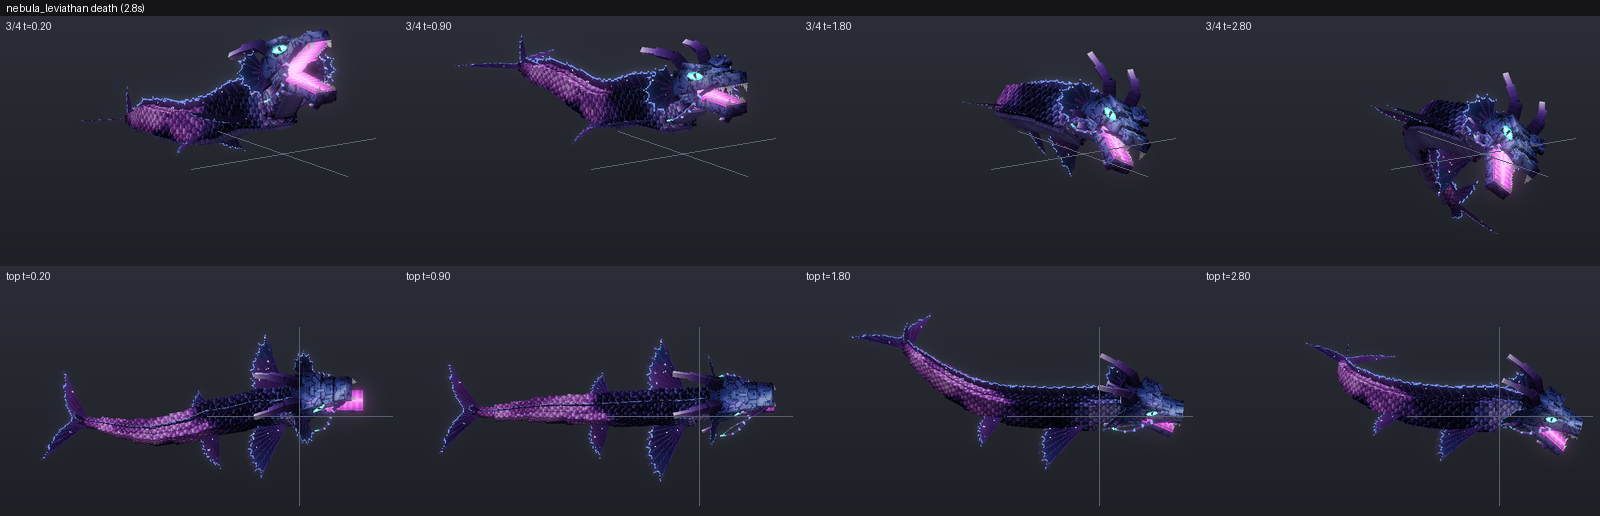 nebula_leviathan death (2.8s)
3/4 t=0.20
3/4 t=0.90
3/4 t=1.80
3/4 t=2.80
top t=0.20
top t=0.90
top t=1.80
top t=2.80